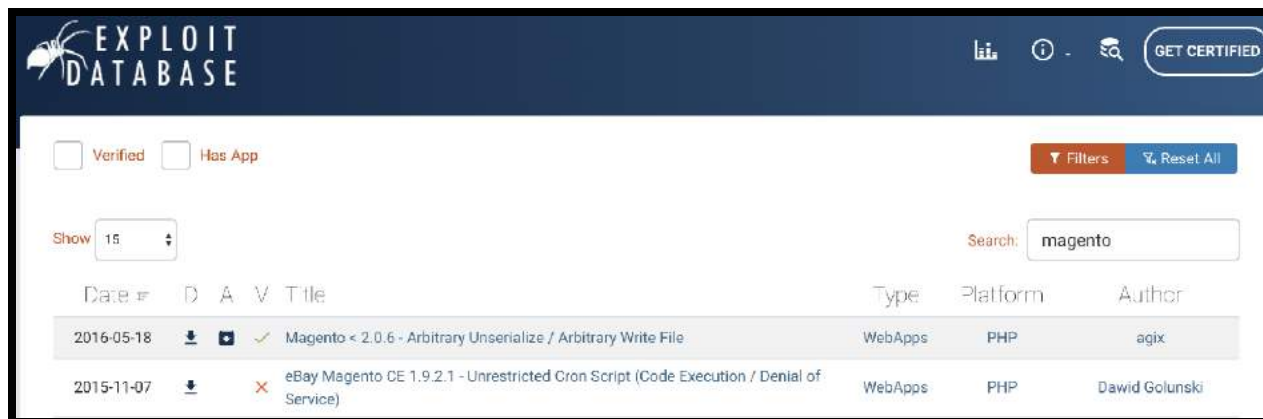 EXPLOIT
DATABASE
GET CERTIFIED
Verified Has App
Filters Reset All
Show 15
Search: magento
Date D A V Title Type Platform Author
2016-05-18 Magento < 2.0.6 - Arbitrary Unserialize / Arbitrary Write File WebApps PHP agix
2015-11-07 eBay Magento CE 1.9.2.1 - Unrestricted Cron Script (Code Execution / Denial of
Service) WebApps PHP Dawid Golunski